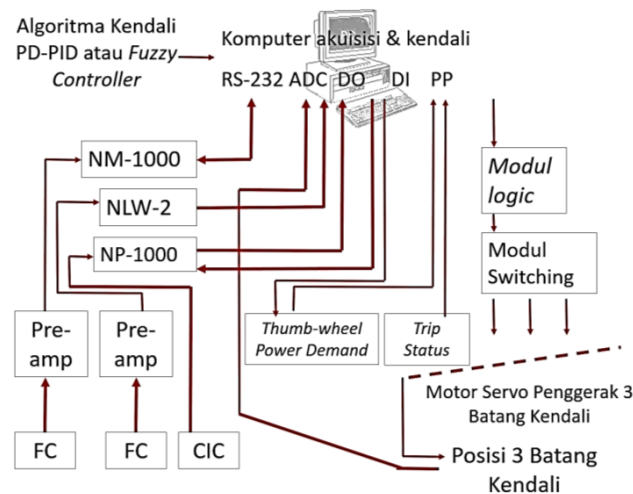 Algoritma Kendali
PD-PID atau Fuzzy
Controller
Komputer akuisisi & kendali
RS-232 ADC DO DI PP
NM-1000
NLW-2
NP-1000
Modul
logic
Modul
Switching
Pre-
amp
Pre-
amp
Thumb-wheel
Power Demand
Trip
Status
Motor Servo Penggerak 3
Batang Kendali
FC
FC
CIC
Posisi 3 Batang
Kendali